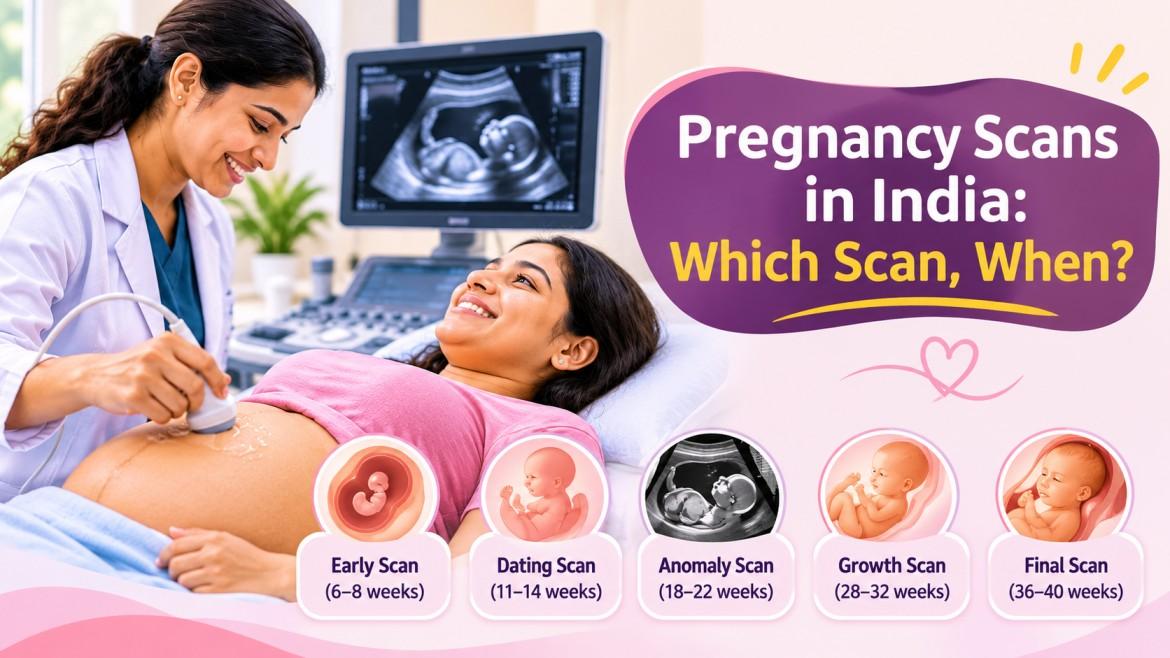 Pregnancy Scans
in India:
Which Scan, When?
Early Scan
(6–8 weeks)
Dating Scan
(11–14 weeks)
Anomaly Scan
(18–22 weeks)
Growth Scan
(28–32 weeks)
Final Scan
(36–40 weeks)